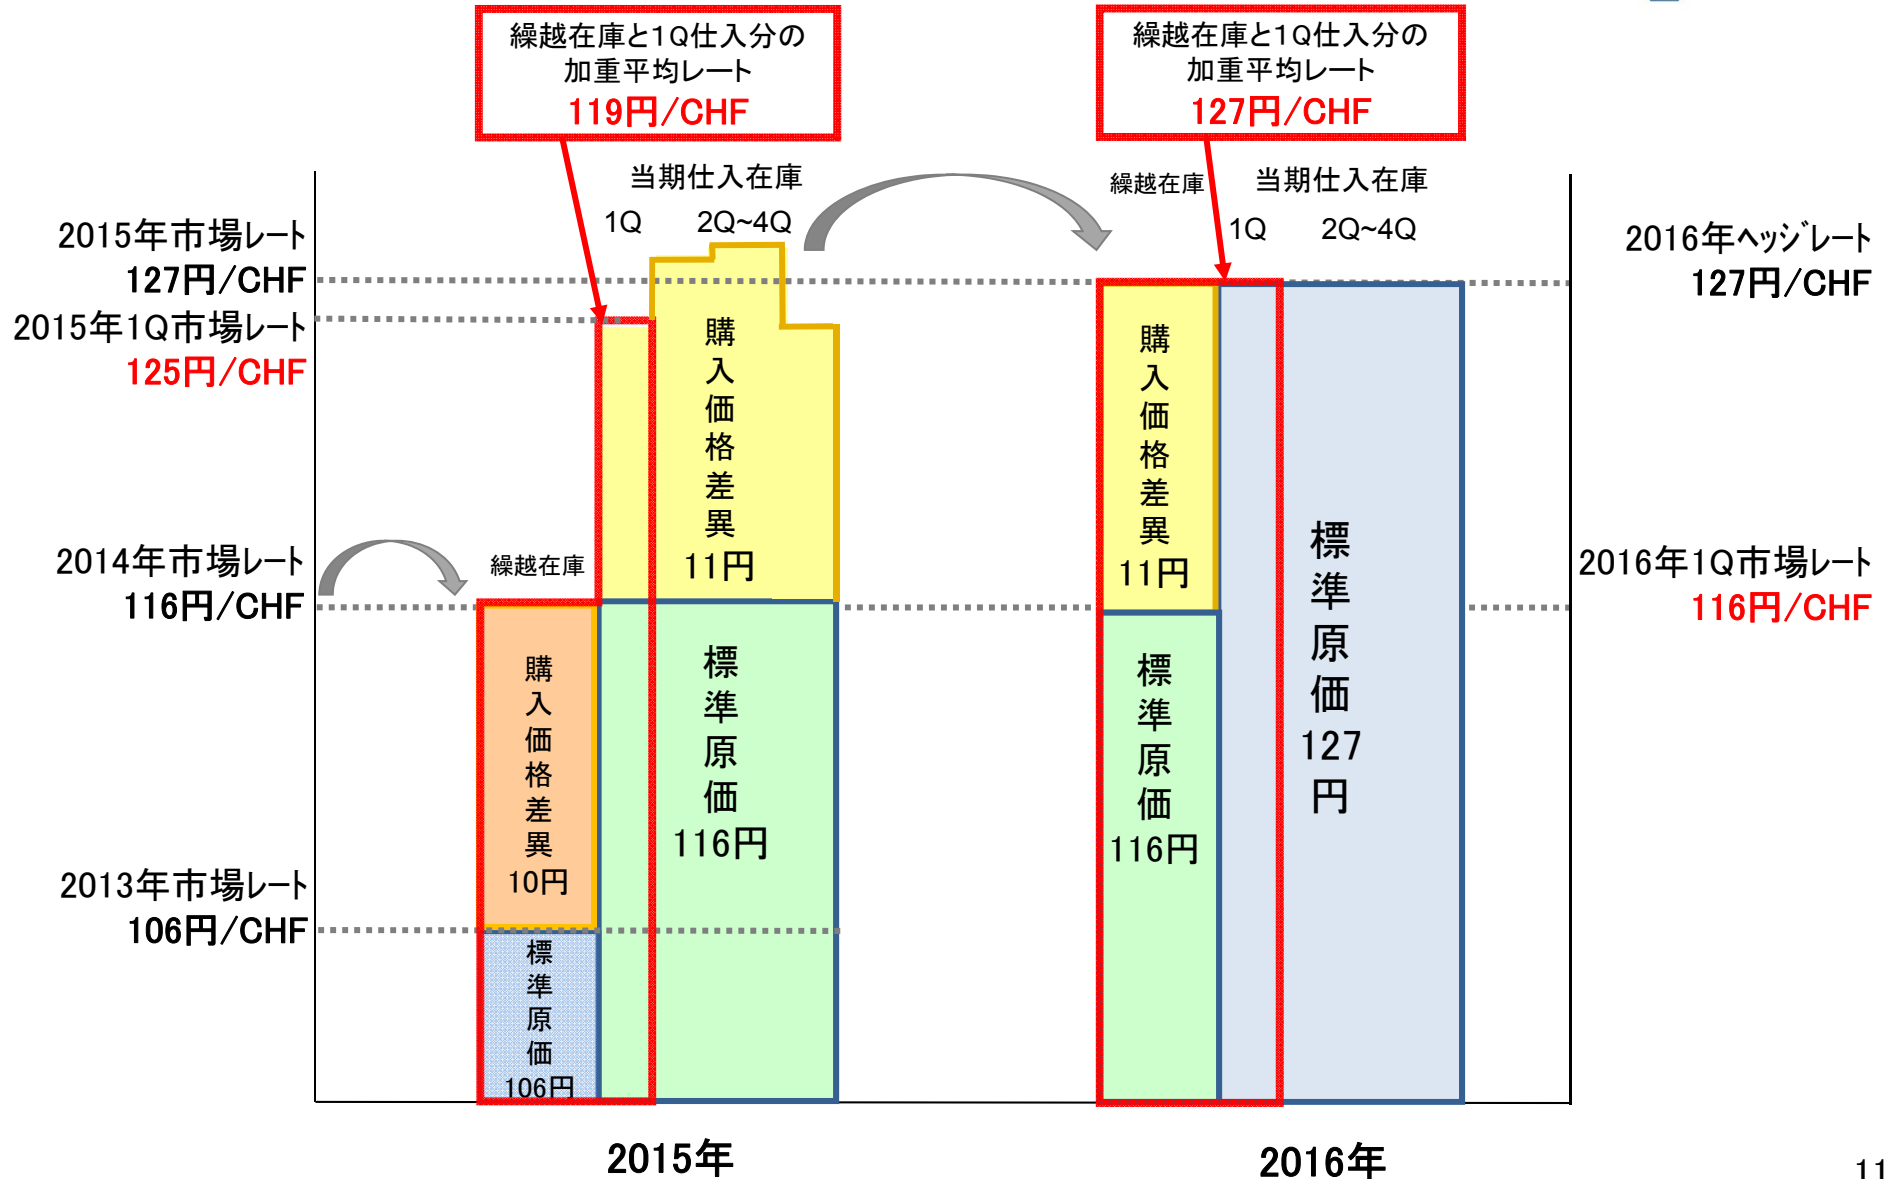 繰越在庫と1Q仕入分の
加重平均レート
119円/CHF
繰越在庫と1Q仕入分の
加重平均レート
127円/CHF
当期仕入在庫
1Q
2Q~4Q
繰越在庫
当期仕入在庫
1Q
2Q~4Q
2015年市場レート
127円/CHF
2015年1Q市場レート
125円/CHF
2014年市場レート
116円/CHF
2013年市場レート
106円/CHF
2016年ヘッジレート
127円/CHF
2016年1Q市場レート
116円/CHF
繰越在庫
購入価格差異
10円
標準原価
106円
購入価格差異
11円
標準原価
116円
購入価格差異
11円
標準原価
116円
標準原価
127
円
2015年
2016年
11